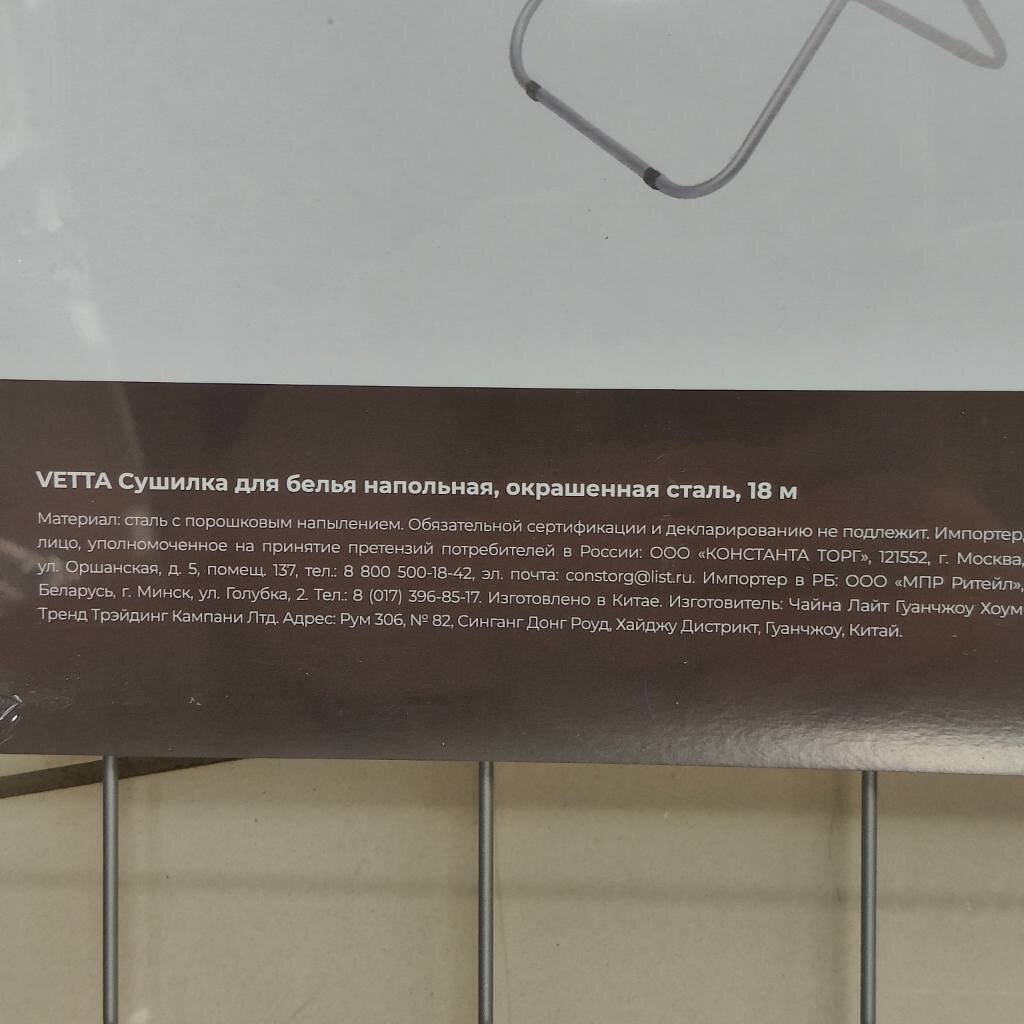 VETTA Сушилка для белья напольная, окрашенная сталь, 18 м
Материал: сталь с порошковым напылением. Обязательной сертификации и декларированию не подлежит. Импортер,
лицо, уполномоченное на принятие претензий потребителей в России: ООО «КОНСТАНТА ТОРГ», 121552, г. Москва,
ул. Оршанская, д. 5, помещ. 137, тел.: 8 800 500-18-42, эл. почта: constorg@list.ru. Импортер в РБ: ООО «МПР Ритейл»,
Беларусь, г. Минск, ул. Голубка, 2. Тел.: 8 (017) 396-85-17. Изготовлено в Китае. Изготовитель: Чайна Лайт Гуанчжоу Хоум
Тренд Трэйдинг Кампани Лтд. Адрес: Рум 306, № 82, Синганг Донг Роуд, Хайджу Дистрикт, Гуанчжоу, Китай.